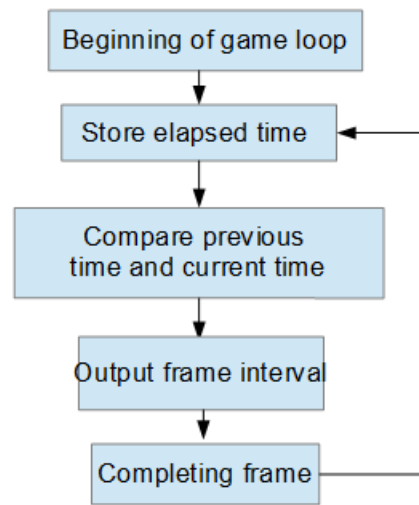 Beginning of game loop
Store elapsed time
Compare previous
time and current time
Output frame interval
Completing frame